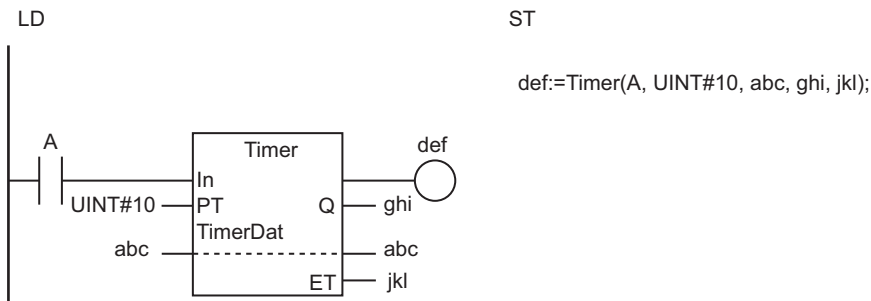 LD
ST
def:=Timer(A, UINT#10, abc, ghi, jkl);
A
Timer
def
In
UINT#10
PT
Q
ghi
TimerDat
abc
abc
ET
jkl